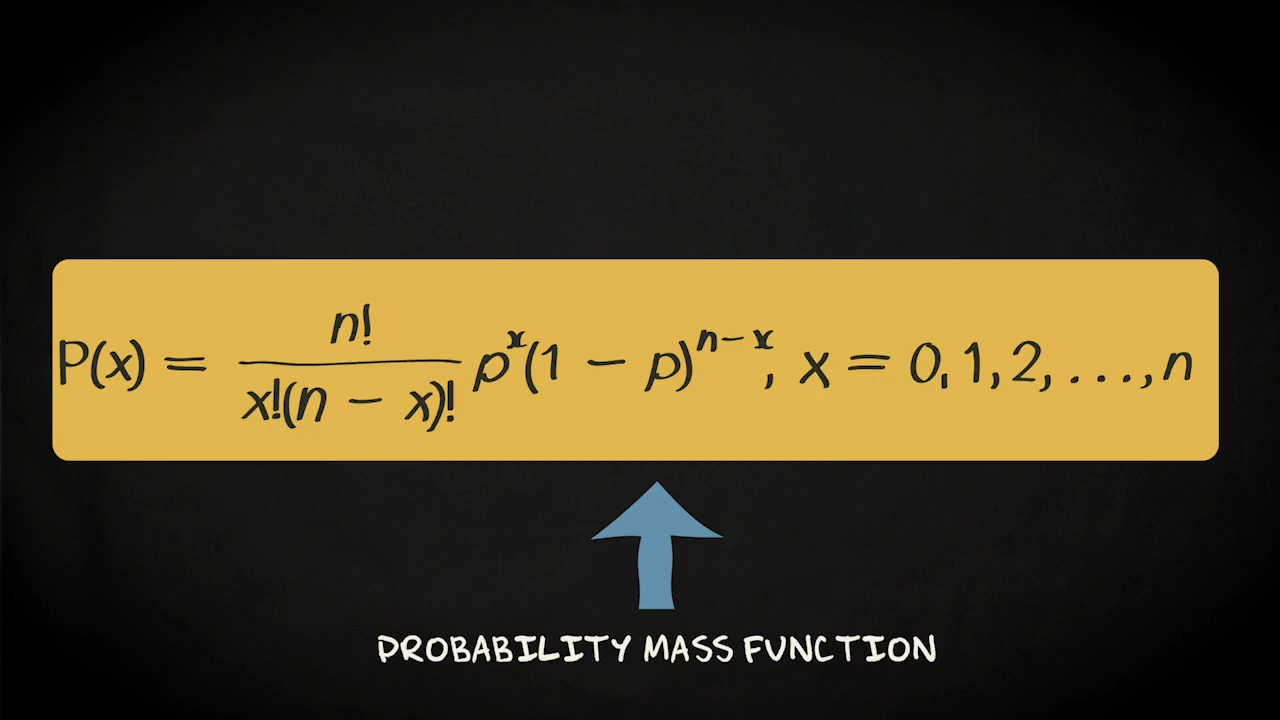 P(x) = n! / x!(n − x)! p^x (1 − p)^{n−x}, x = 0, 1, 2, . . . , n
PROBABILITY MASS FUNCTION